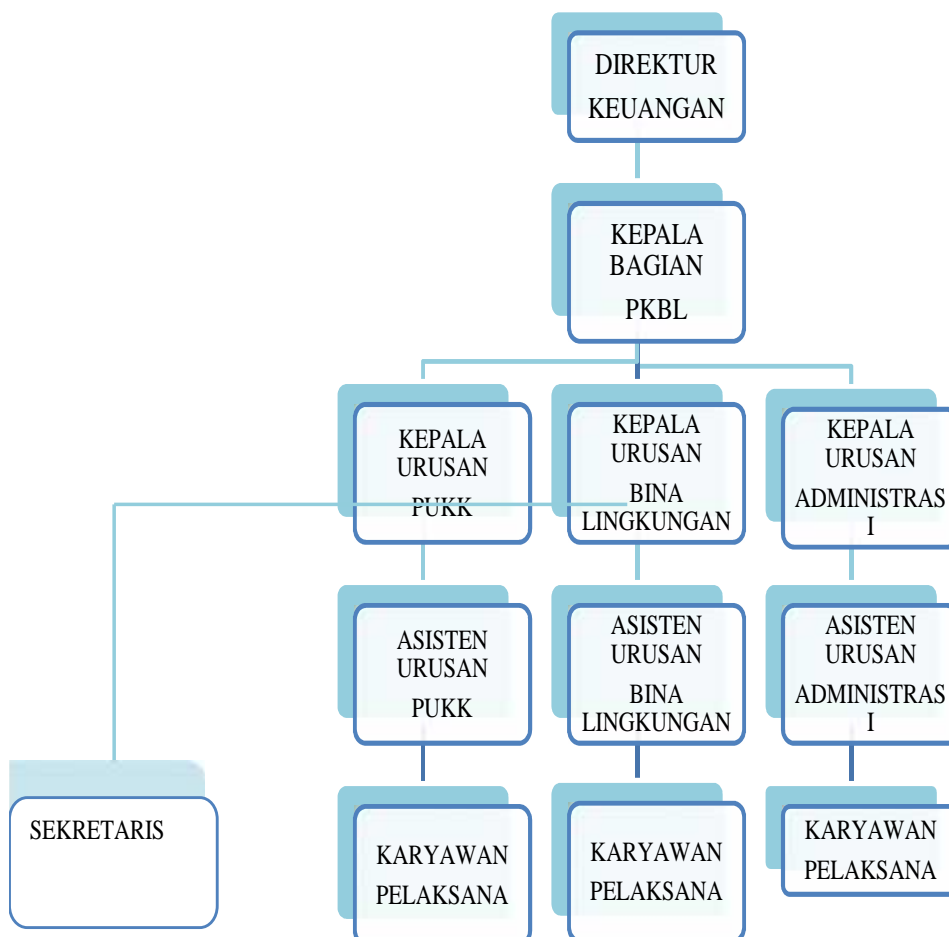 DIREKTUR
KEUANGAN
KEPALA
BAGIAN
PKBL
KEPALA
URUSAN
PUKK
KEPALA
URUSAN
BINA
LINGKUNGAN
KEPALA
URUSAN
ADMINISTRAS
I
ASISTEN
URUSAN
PUKK
ASISTEN
URUSAN
BINA
LINGKUNGAN
ASISTEN
URUSAN
ADMINISTRAS
I
SEKRETARIS
KARYAWAN
PELAKSANA
KARYAWAN
PELAKSANA
KARYAWAN
PELAKSANA